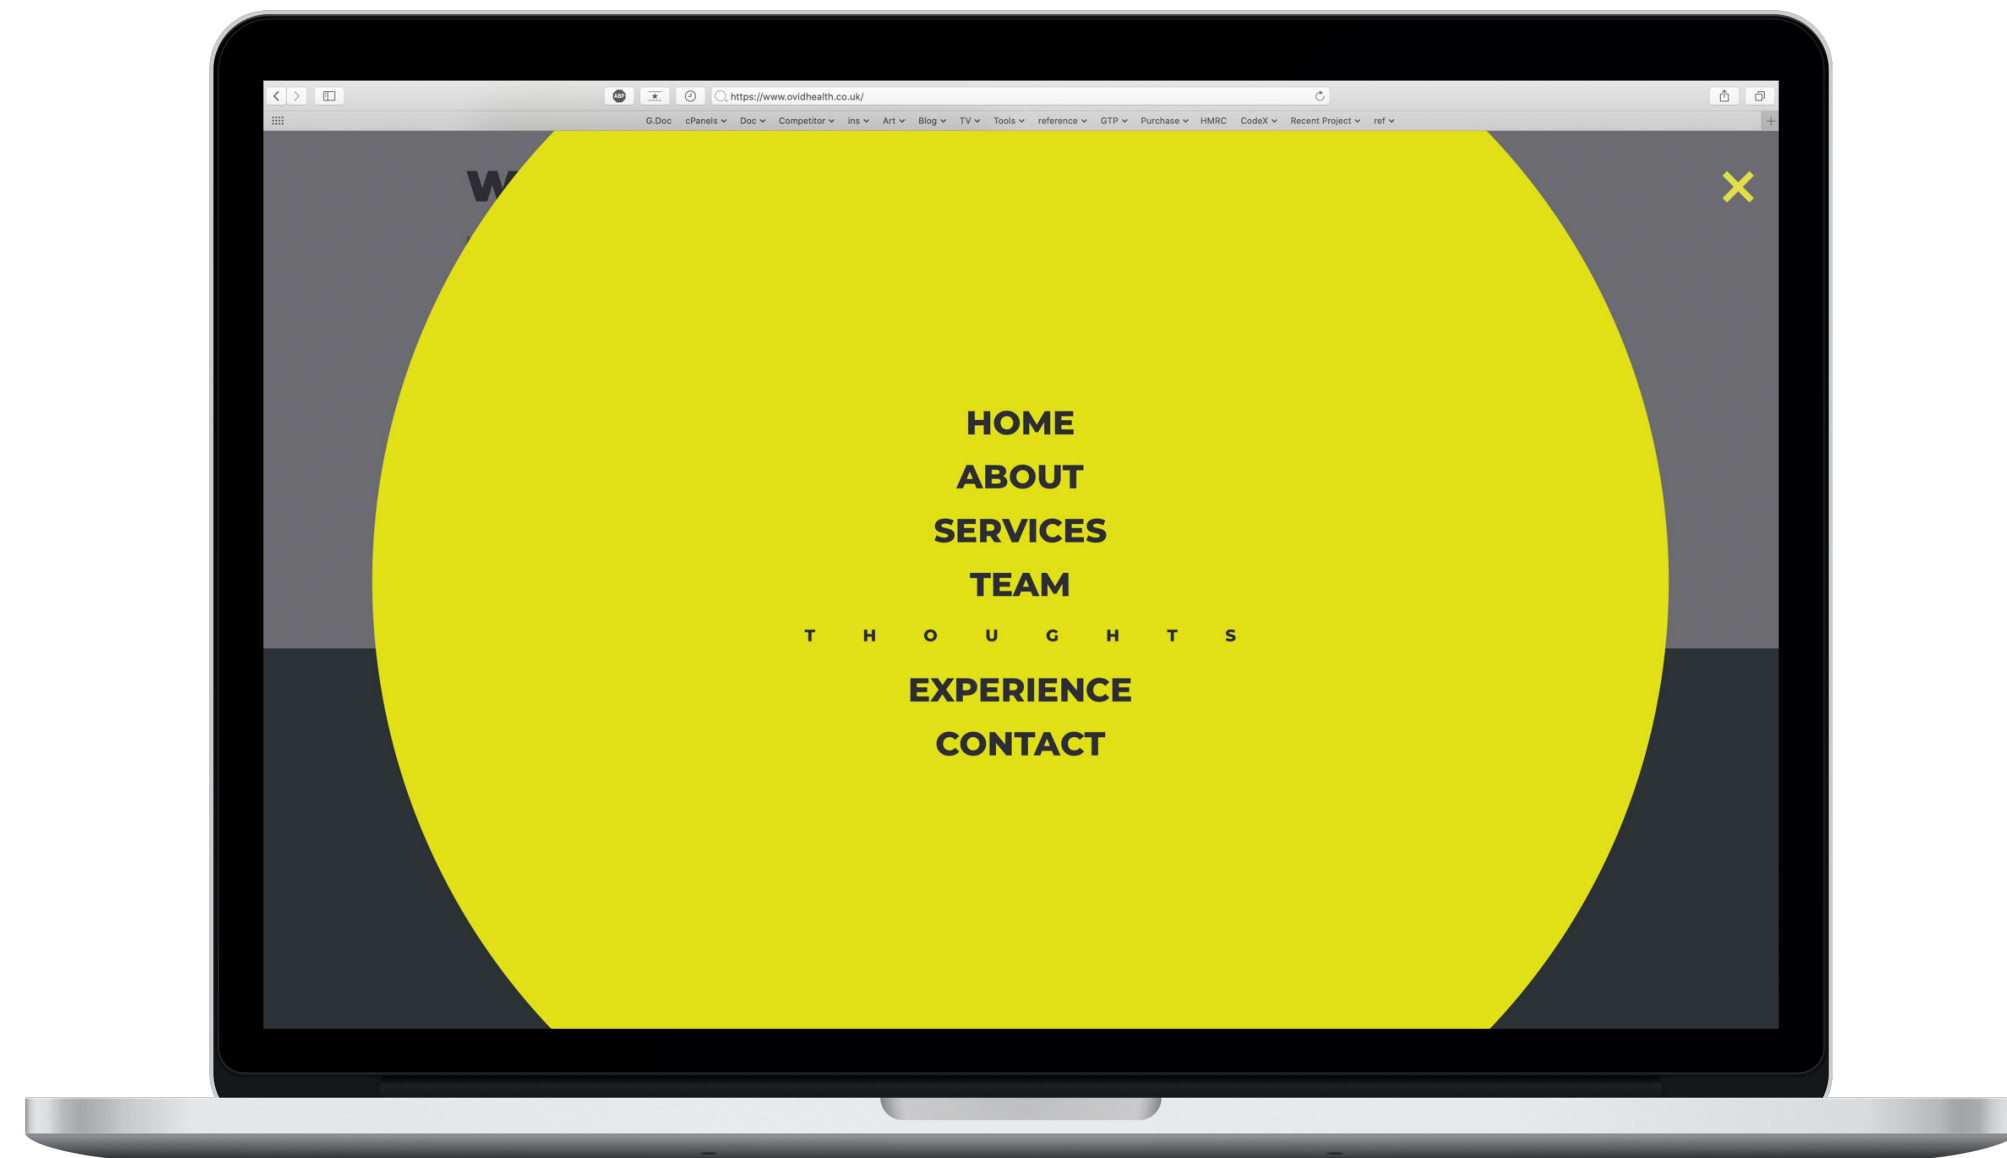 ABP
https://www.ovidhealth.co.uk/
G.Doc cPanels Doc Competitor ins Art Blog TV Tools reference GTP Purchase HMRC CodeX Recent Project ref
HOME
ABOUT
SERVICES
TEAM
T H O U G H T S
EXPERIENCE
CONTACT